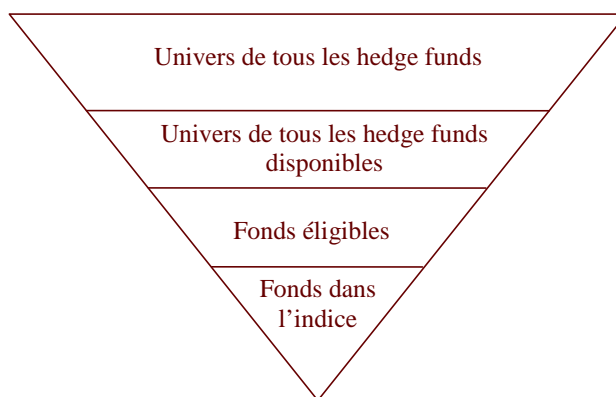 Univers de tous les hedge funds
Univers de tous les hedge funds
disponibles
Fonds éligibles
Fonds dans
l’indice